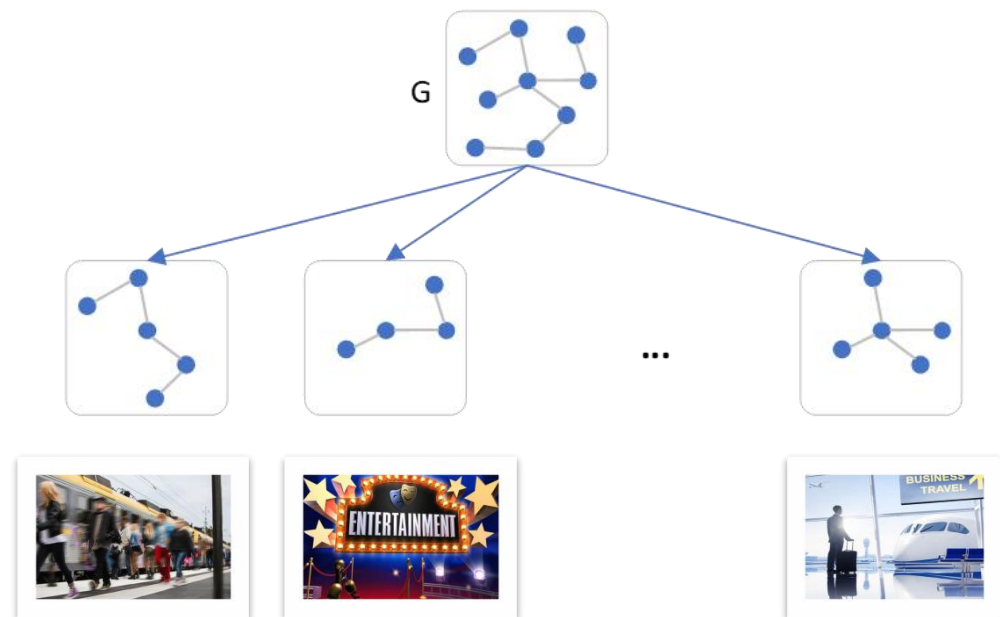 G
...
ENTERTAINMENT
BUSINESS
TRAVEL